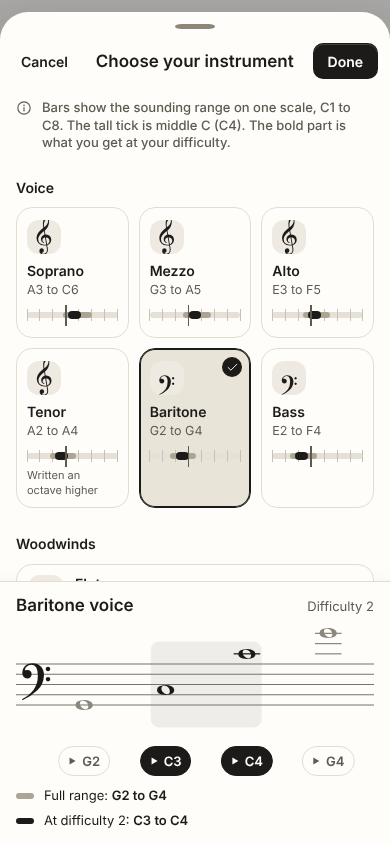 Cancel
Choose your instrument
Done
Bars show the sounding range on one scale, C1 to
C8. The tall tick is middle C (C4). The bold part is
what you get at your difficulty.
Voice
Soprano
A3 to C6
Mezzo
G3 to A5
Alto
E3 to F5
Tenor
A2 to A4
Written an
octave higher
Baritone
G2 to G4
Bass
E2 to F4
Woodwinds
Baritone voice
Difficulty 2
G2
C3
C4
G4
Full range: G2 to G4
At difficulty 2: C3 to C4